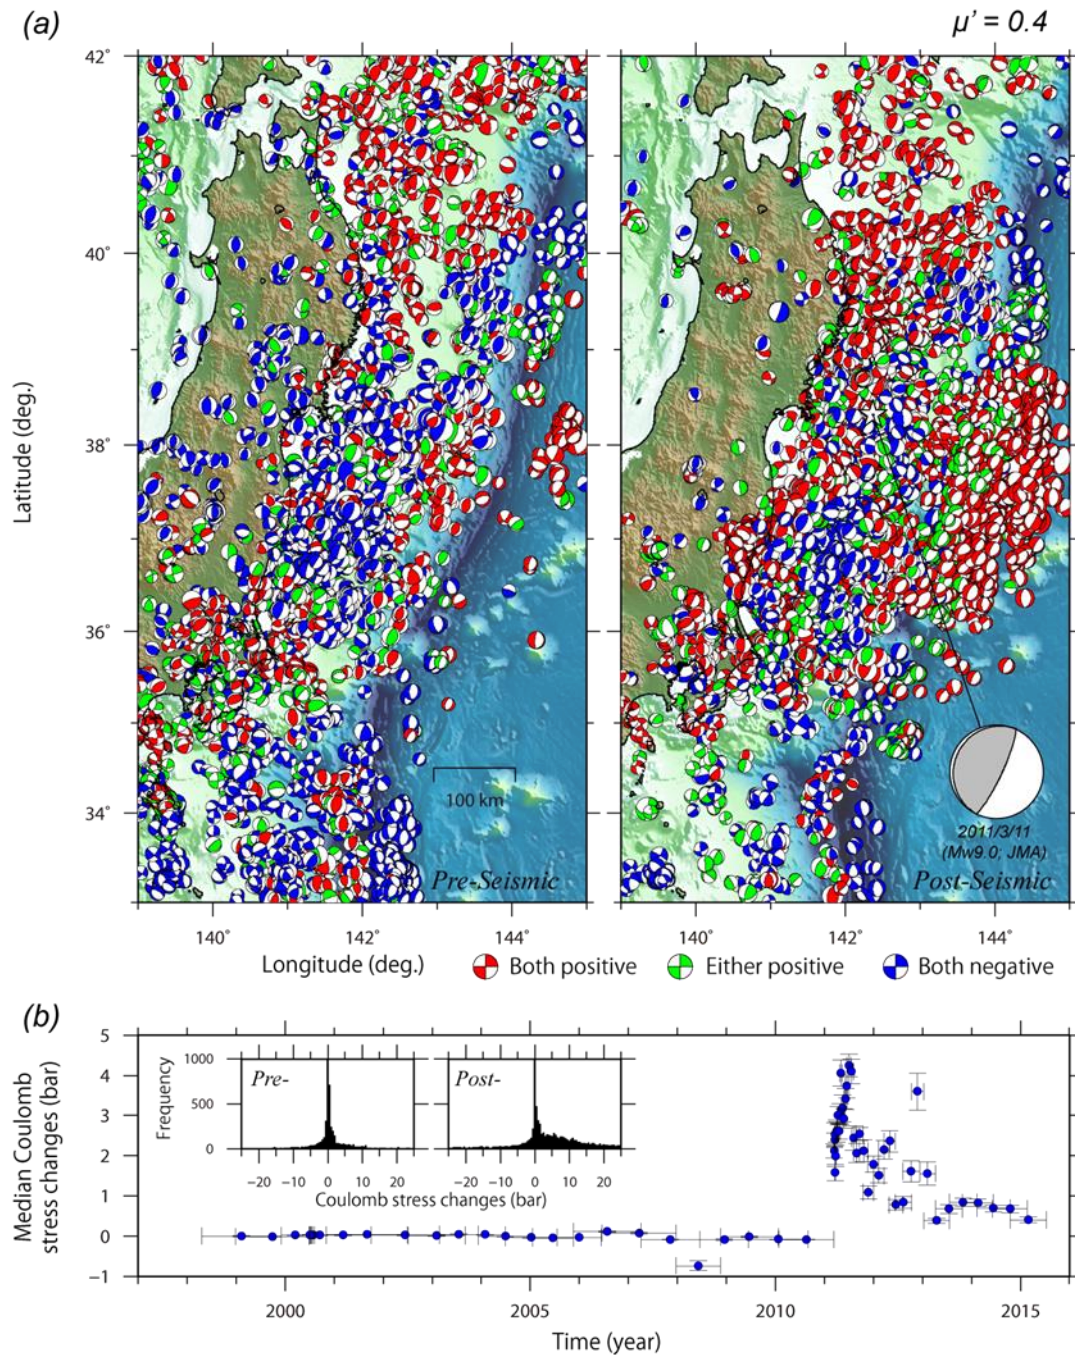 (a)
μ’ = 0.4
42˚
40˚
38˚
36˚
34˚
Latitude (deg.)
100 km
Pre-Seismic
2011/3/11
(Mw9.0; JMA)
Post-Seismic
140˚ 142˚ 144˚ 140˚ 142˚ 144˚
Longitude (deg.)
Both positive
Either positive
Both negative
(b)
Median Coulomb
stress changes (bar)
5
4
3
2
1
0
−1
Frequency
1000
500
0
Pre-
Post-
−20 −10 0 10 20 −20 −10 0 10 20
Coulomb stress changes (bar)
2000 2005 2010 2015
Time (year)